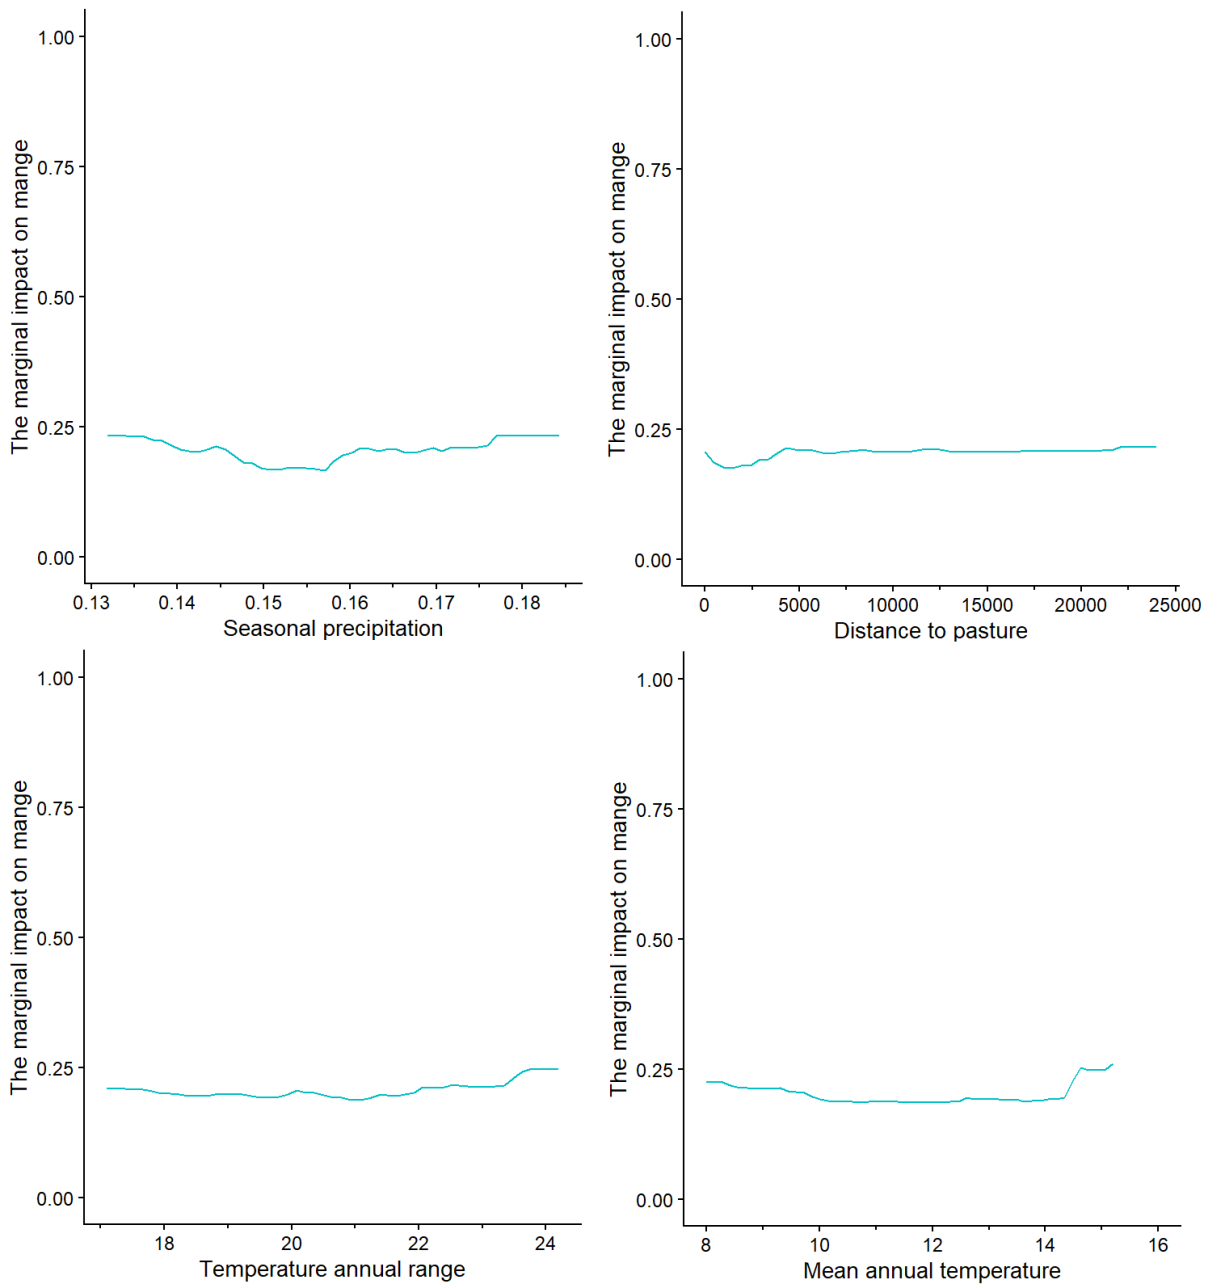 The marginal impact on mange
1.00
0.75
0.50
0.25
0.00
0.13 0.14 0.15 0.16 0.17 0.18
Seasonal precipitation
The marginal impact on mange
1.00
0.75
0.50
0.25
0.00
0 5000 10000 15000 20000 25000
Distance to pasture
The marginal impact on mange
1.00
0.75
0.50
0.25
0.00
18 20 22 24
Temperature annual range
The marginal impact on mange
1.00
0.75
0.50
0.25
0.00
8 10 12 14 16
Mean annual temperature